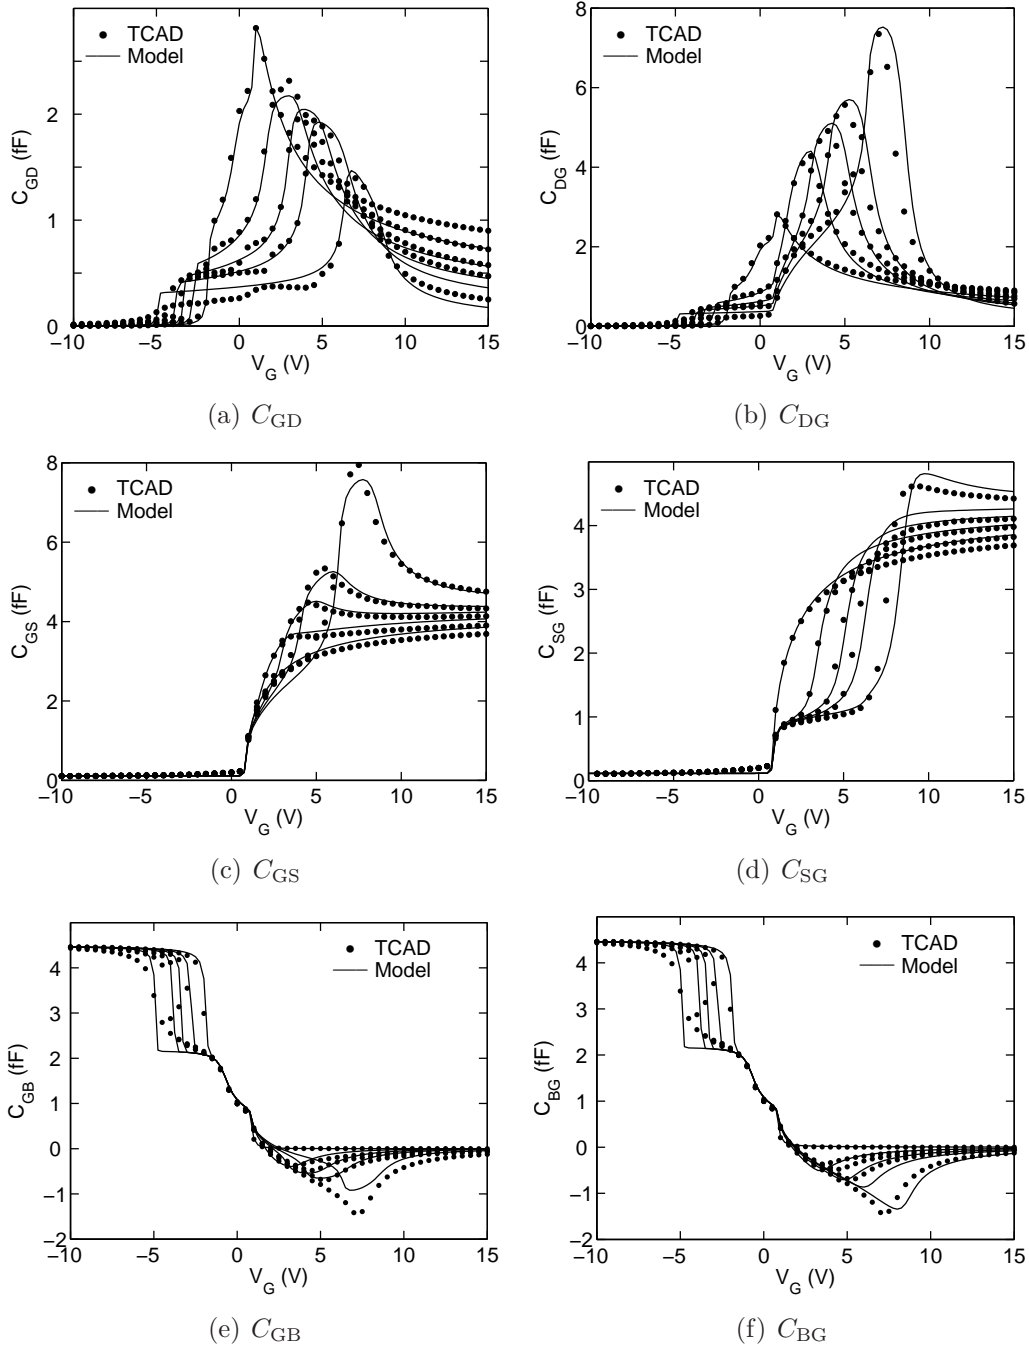 TCAD
Model
C_GD (fF)
2
1
0
−10 −5 0 5 10 15
V_G (V)
(a) C_GD
TCAD
Model
C_DG (fF)
8
6
4
2
0
−10 −5 0 5 10 15
V_G (V)
(b) C_DG
TCAD
Model
C_GS (fF)
8
6
4
2
0
−10 −5 0 5 10 15
V_G (V)
(c) C_GS
TCAD
Model
C_SG (fF)
4
3
2
1
0
−10 −5 0 5 10 15
V_G (V)
(d) C_SG
TCAD
Model
C_GB (fF)
4
3
2
1
0
−1
−2
−10 −5 0 5 10 15
V_G (V)
(e) C_GB
TCAD
Model
C_BG (fF)
4
3
2
1
0
−1
−2
−10 −5 0 5 10 15
V_G (V)
(f) C_BG